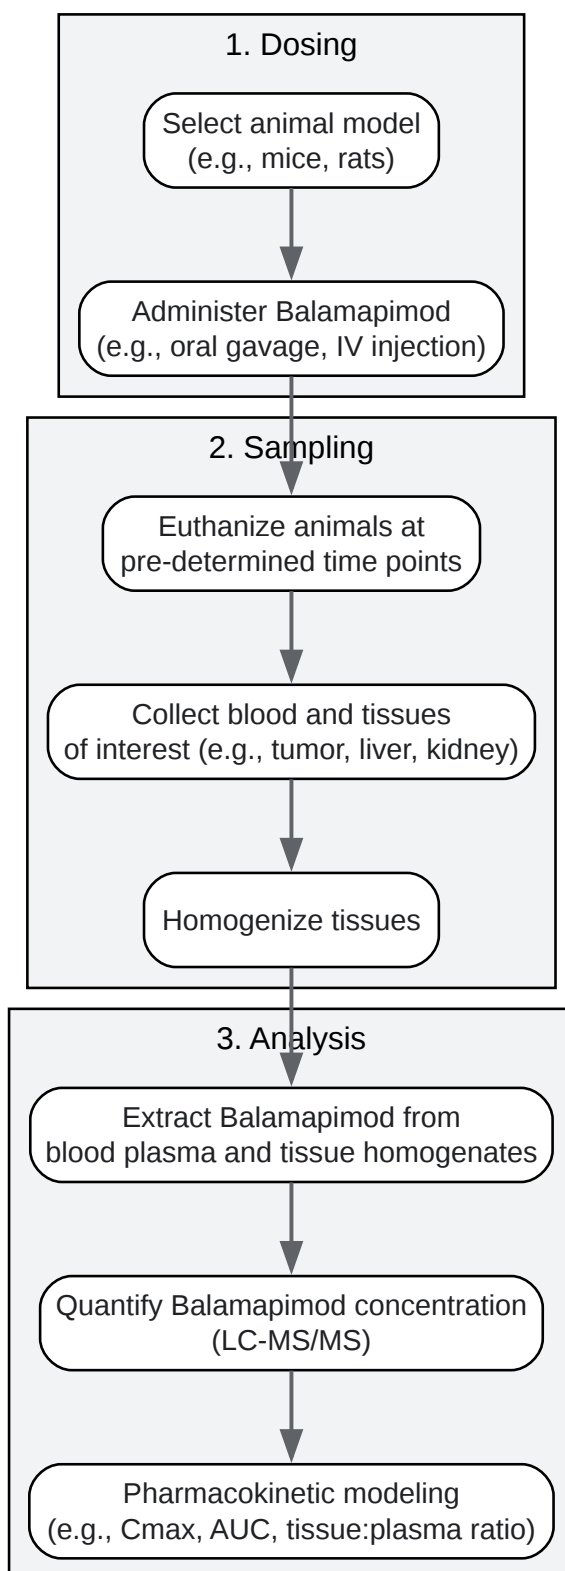 1. Dosing
Select animal model
(e.g., mice, rats)
Administer Balamapimod
(e.g., oral gavage, IV injection)
2. Sampling
Euthanize animals at
pre-determined time points
Collect blood and tissues
of interest (e.g., tumor, liver, kidney)
Homogenize tissues
3. Analysis
Extract Balamapimod from
blood plasma and tissue homogenates
Quantify Balamapimod concentration
(LC-MS/MS)
Pharmacokinetic modeling
(e.g., Cmax, AUC, tissue:plasma ratio)